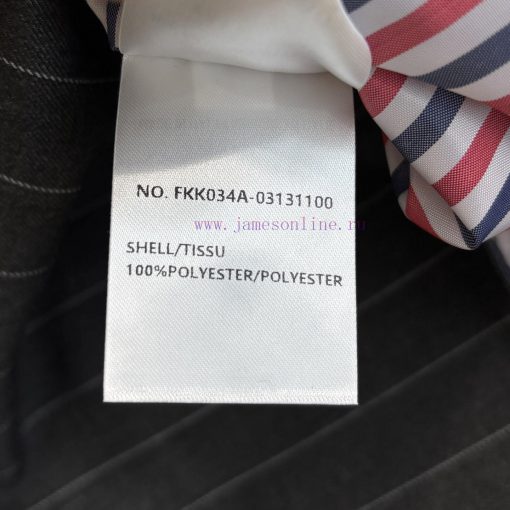 NO. FKK034A-03131100
www.jamesonline.ru
SHELL/TISSU
100%POLYESTER/POLYESTER